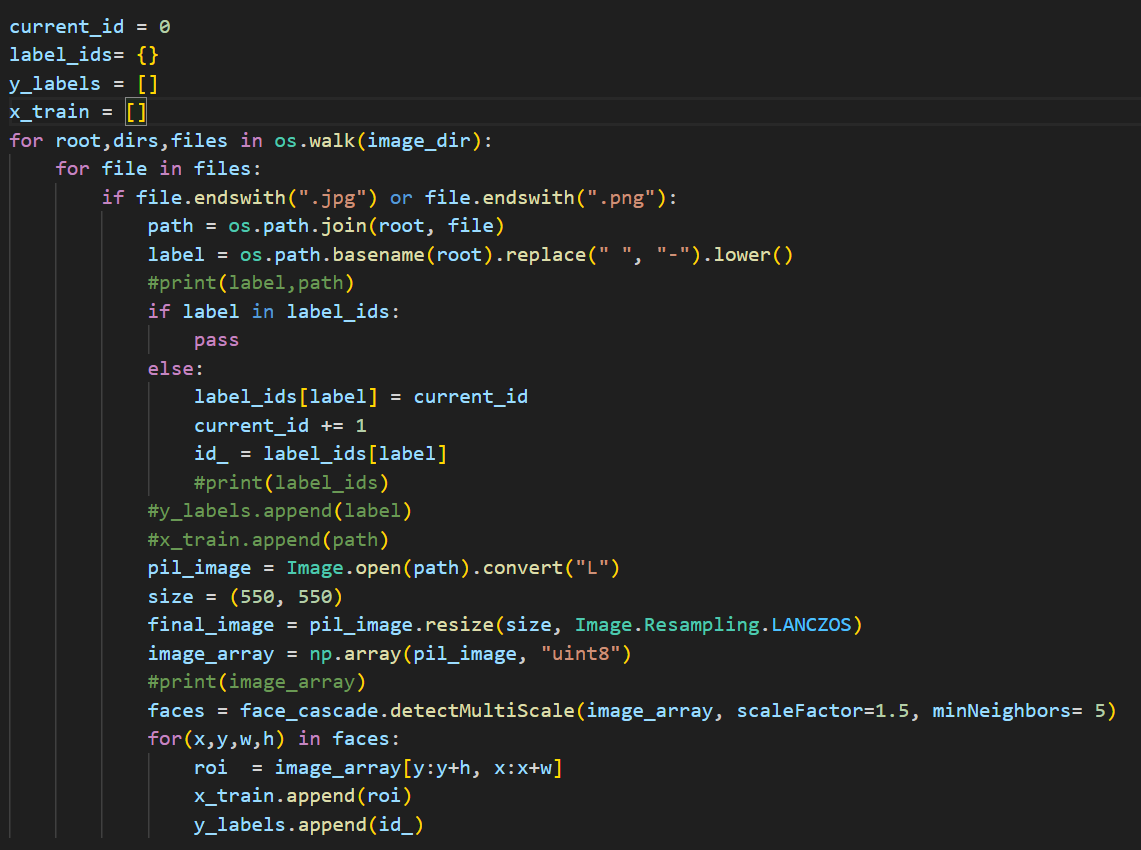 current_id = 0
label_ids= {}
y_labels = []
x_train = []
for root,dirs,files in os.walk(image_dir):
    for file in files:
        if file.endswith(".jpg") or file.endswith(".png"):
            path = os.path.join(root, file)
            label = os.path.basename(root).replace(" ", "-").lower()
            #print(label,path)
            if label in label_ids:
                pass
            else:
                label_ids[label] = current_id
                current_id += 1
                id_ = label_ids[label]
                #print(label_ids)
            #y_labels.append(label)
            #x_train.append(path)
            pil_image = Image.open(path).convert("L")
            size = (550, 550)
            final_image = pil_image.resize(size, Image.Resampling.LANCZOS)
            image_array = np.array(pil_image, "uint8")
            #print(image_array)
            faces = face_cascade.detectMultiScale(image_array, scaleFactor=1.5, minNeighbors= 5)
            for(x,y,w,h) in faces:
                roi  = image_array[y:y+h, x:x+w]
                x_train.append(roi)
                y_labels.append(id_)